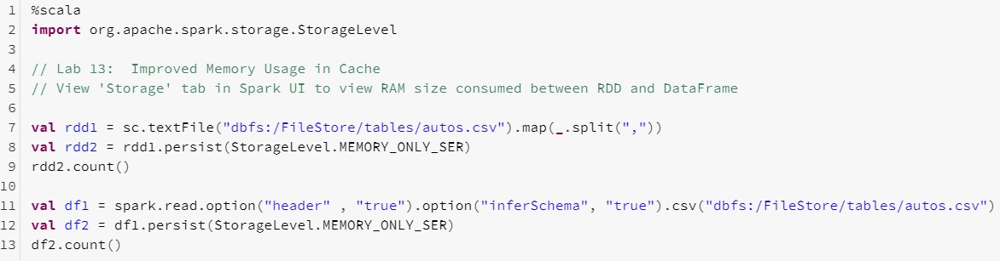 1 %scala
2 import org.apache.spark.storage.StorageLevel
3
4 // Lab 13:  Improved Memory Usage in Cache
5 // View 'Storage' tab in Spark UI to view RAM size consumed between RDD and DataFrame
6
7 val rdd1 = sc.textFile("dbfs:/FileStore/tables/autos.csv").map(_.split(","))
8 val rdd2 = rdd1.persist(StorageLevel.MEMORY_ONLY_SER)
9 rdd2.count()
10
11 val df1 = spark.read.option("header" , "true").option("inferSchema", "true").csv("dbfs:/FileStore/tables/autos.csv")
12 val df2 = df1.persist(StorageLevel.MEMORY_ONLY_SER)
13 df2.count()